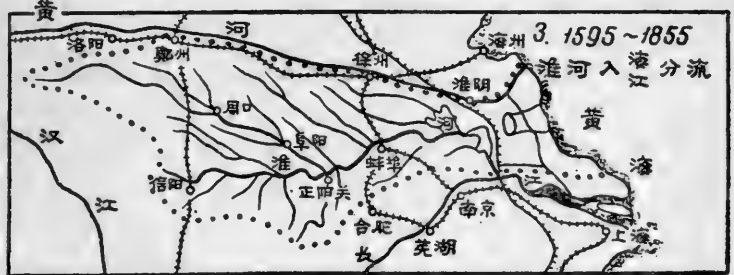 黄 河
3. 1595~1855
淮河入海江分流
洛阳
鄭州
徐州
海州
淮阴
黄海
周口
阜阳
蚌埠
淮河
汉江
信阳
正阳关
合肥
芜湖
南京
长江
上海